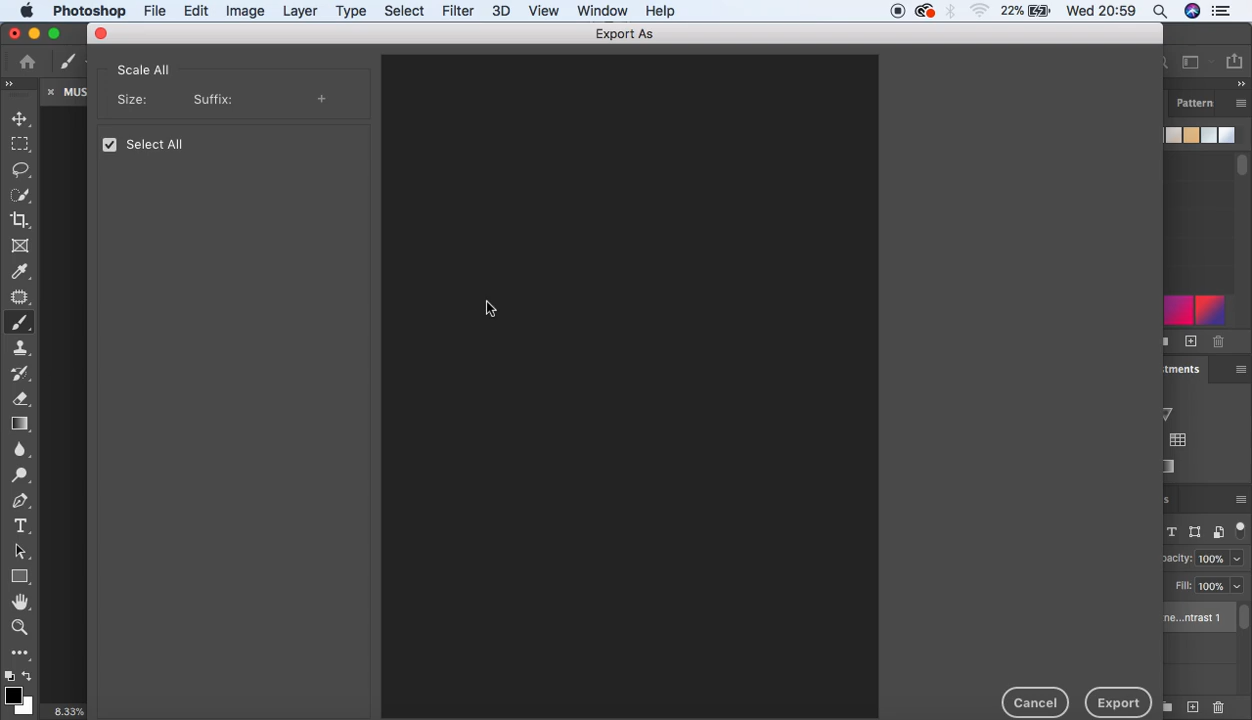 Photoshop File Edit Image Layer Type Select Filter 3D View Window Help 22% Wed 20:59
Export As
Scale All
Size: Suffix: +
MUS
Pattern
Select All
stments
s
pacity: 100%
Fill: 100%
ne...ntrast 1
Cancel Export
8.33%